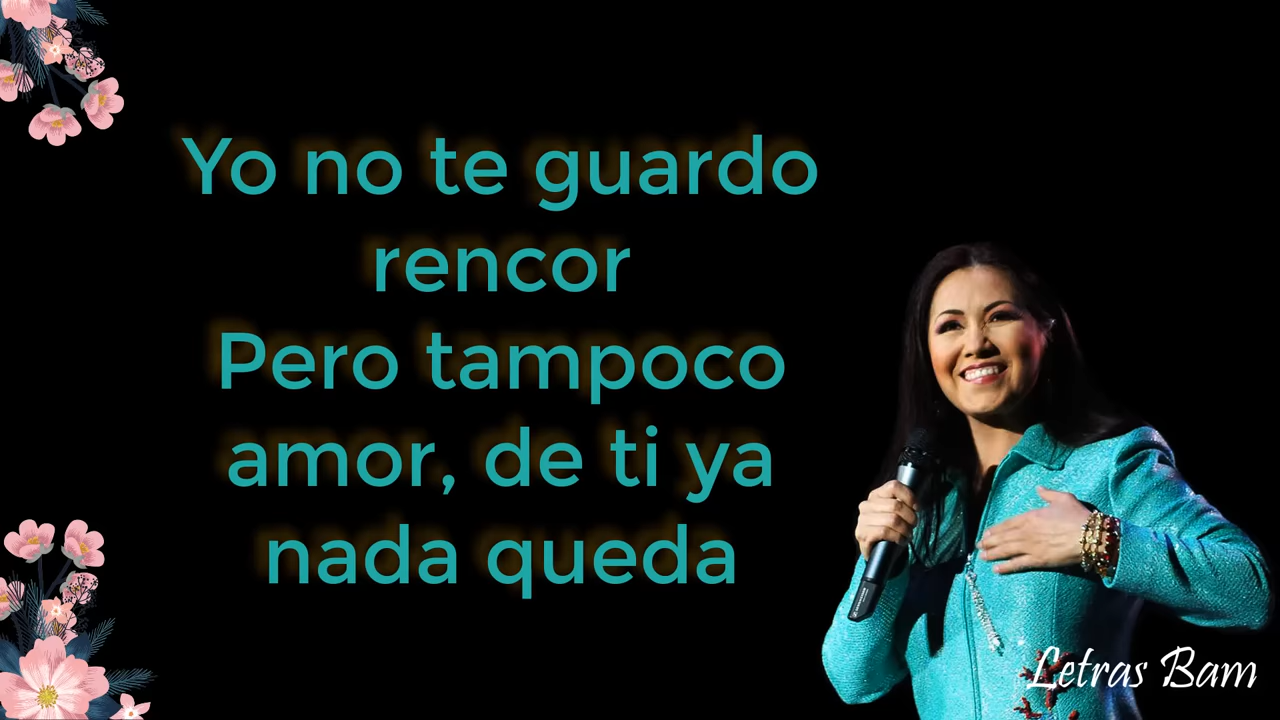 Yo no te guardo
rencor
Pero tampoco
amor, de ti ya
nada queda
Letras Bam